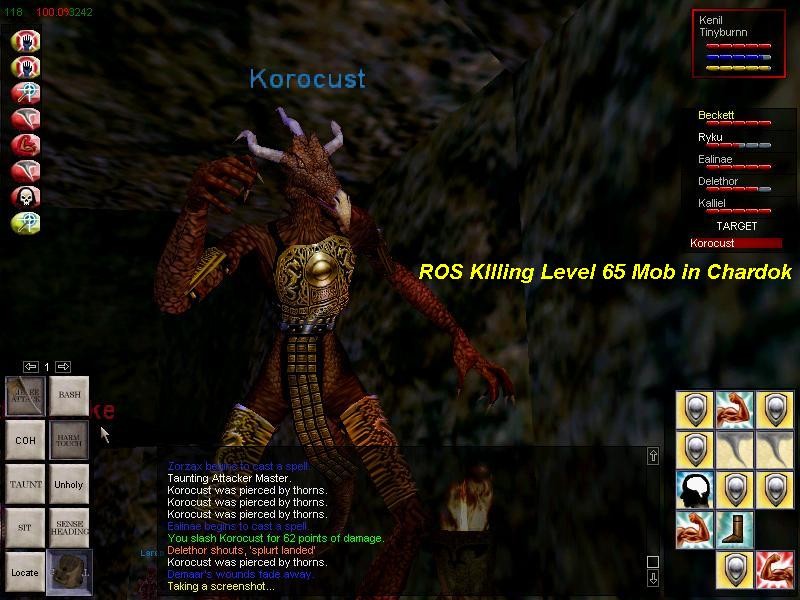 118 100.093242
Korocust
Kenil
Tinyburnn
Beckett
Ryku
Ealinae
Delethor
Kalliel
TARGET
Korocust
ROS KIlling Level 65 Mob in Chardok
1
ATTACK
BASH
COH
HARM
TOUCH
TAUNT
Unholy
SIT
SENSE
HEADING
Locate
Zorzax begins to cast a spell.
Taunting Attacker Master.
Korocust was pierced by thorns.
Korocust was pierced by thorns.
Korocust was pierced by thorns.
Ealinae begins to cast a spell.
You slash Korocust for 62 points of damage.
Delethor shouts, 'splurt landed'
Korocust was pierced by thorns.
Demaar's wounds fade away.
Taking a screenshot...